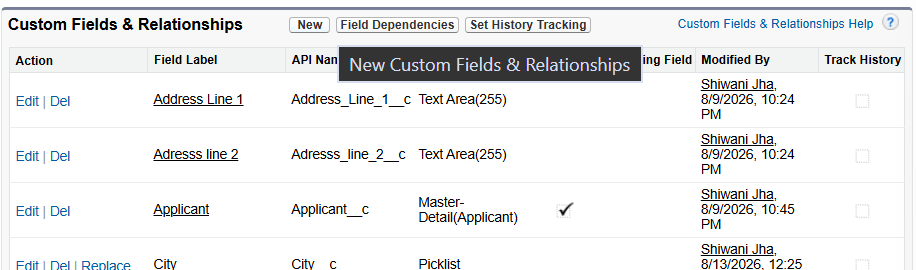 Custom Fields & Relationships New Field Dependencies Set History Tracking Custom Fields & Relationships Help ?
Action Field Label API Nam ing Field Modified By Track History
New Custom Fields & Relationships
Edit | Del Address Line 1 Address_Line_1__c Text Area(255) Shiwani Jha,
8/9/2026, 10:24
PM
Edit | Del Adresss line 2 Adresss_line_2__c Text Area(255) Shiwani Jha,
8/9/2026, 10:24
PM
Edit | Del Applicant Applicant__c Master-
Detail(Applicant) Shiwani Jha,
8/9/2026, 10:45
PM
Edit | Del | Replace City City__c Picklist Shiwani Jha,
8/13/2026, 12:25